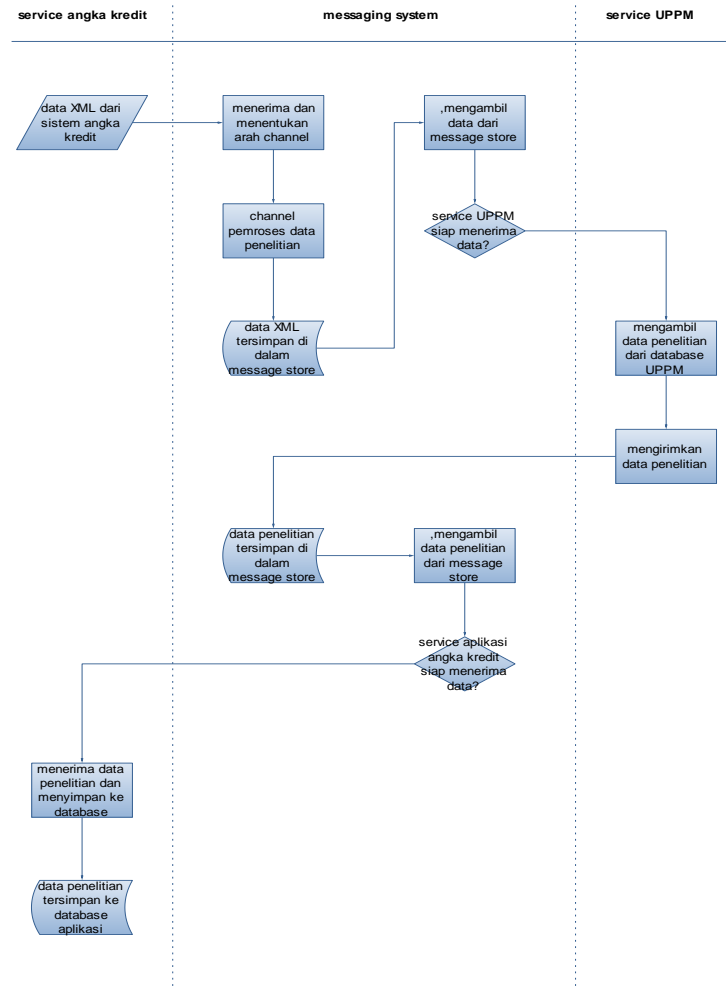 service angka kredit
messaging system
service UPPM
data XML dari
sistem angka
kredit
menerima dan
menentukan
arah channel
,mengambil
data dari
message store
channel
pemroses data
penelitian
service UPPM
siap menerima
data?
data XML
tersimpan di
dalam
message store
mengambil
data penelitian
dari database
UPPM
mengirimkan
data penelitian
data penelitian
tersimpan di
dalam
message store
,mengambil
data penelitian
dari message
store
service aplikasi
angka kredit
siap menerima
data?
menerima data
penelitian dan
menyimpan ke
database
data penelitian
tersimpan ke
database
aplikasi